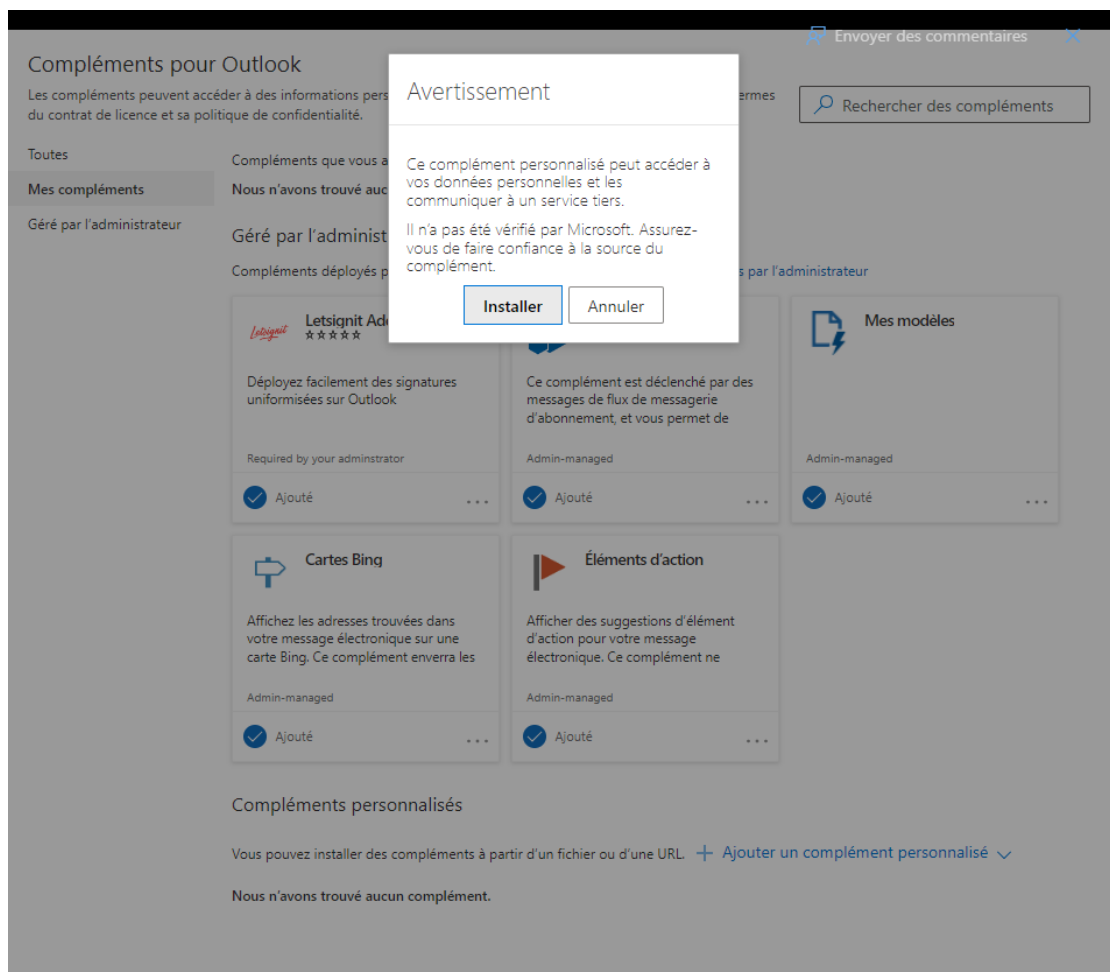 Envoyer des commentaires
Compléments pour Outlook
Les compléments peuvent accéder à des informations pers
ermes
du contrat de licence et sa politique de confidentialité.
Rechercher des compléments
Avertissement
Ce complément personnalisé peut accéder à
vos données personnelles et les
communiquer à un service tiers.
Il n'a pas été vérifié par Microsoft. Assurez-
vous de faire confiance à la source du
complément.
Installer
Annuler
Toutes
Mes compléments
Géré par l'administrateur
Compléments que vous a
Nous n'avons trouvé auc
Géré par l'administ
Compléments déployés p
s par l'administrateur
Letsignit
Letsignit Ad
Déployez facilement des signatures
uniformisées sur Outlook
Required by your adminstrator
Ajouté
Ce complément est déclenché par des
messages de flux de messagerie
d'abonnement, et vous permet de
Admin-managed
Ajouté
Mes modèles
Admin-managed
Ajouté
Cartes Bing
Affichez les adresses trouvées dans
votre message électronique sur une
carte Bing. Ce complément enverra les
Admin-managed
Ajouté
Éléments d'action
Afficher des suggestions d'élément
d'action pour votre message
électronique. Ce complément ne
Admin-managed
Ajouté
Compléments personnalisés
Vous pouvez installer des compléments à partir d'un fichier ou d'une URL. + Ajouter un complément personnalisé
Nous n'avons trouvé aucun complément.